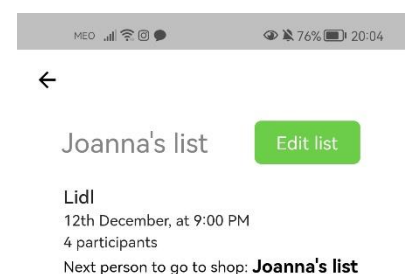 MEO 76% 20:04
Joanna's list Edit list
Lidl
12th December, at 9:00 PM
4 participants
Next person to go to shop: Joanna's list